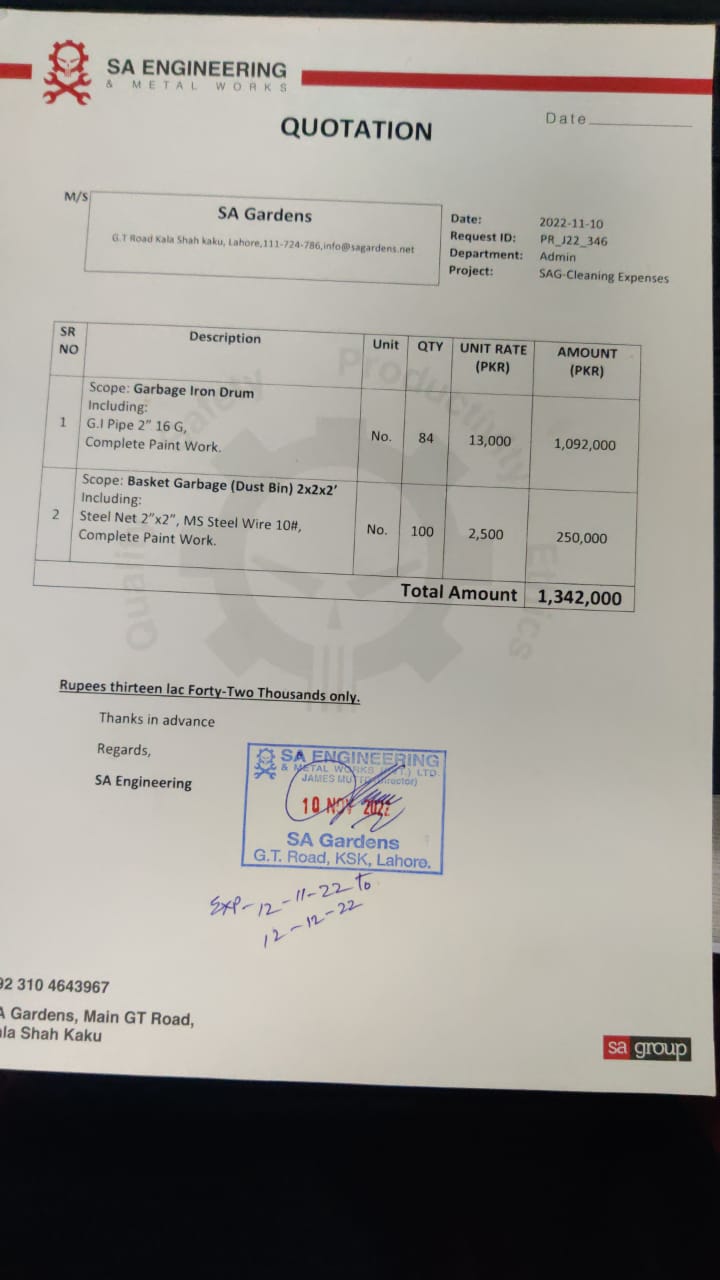 SA ENGINEERING
& METAL WORKS
Date
QUOTATION
M/S
SA Gardens
G.T Road Kala Shah kaku, Lahore,111-724-786,info@sagardens.net
Date: 2022-11-10
Request ID: PR_J22_346
Department: Admin
Project: SAG-Cleaning Expenses
SR NO Description Unit QTY UNIT RATE (PKR) AMOUNT (PKR)
Scope: Garbage Iron Drum
Including:
1 G.I Pipe 2” 16 G, No. 84 13,000 1,092,000
Complete Paint Work.
Scope: Basket Garbage (Dust Bin) 2x2x2’
Including:
2 Steel Net 2”x2”, MS Steel Wire 10#, No. 100 2,500 250,000
Complete Paint Work.
Total Amount 1,342,000
Quality Safety Productivity Ethics
Rupees thirteen lac Forty-Two Thousands only.
Thanks in advance
Regards,
SA Engineering
SA ENGINEERING
& METAL WORKS LTD.
JAMES
10 NOV 2022
SA Gardens
G.T. Road, KSK, Lahore.
Exp-12-11-22 to
12-12-22
92 310 4643967
A Gardens, Main GT Road,
ala Shah Kaku
sa group